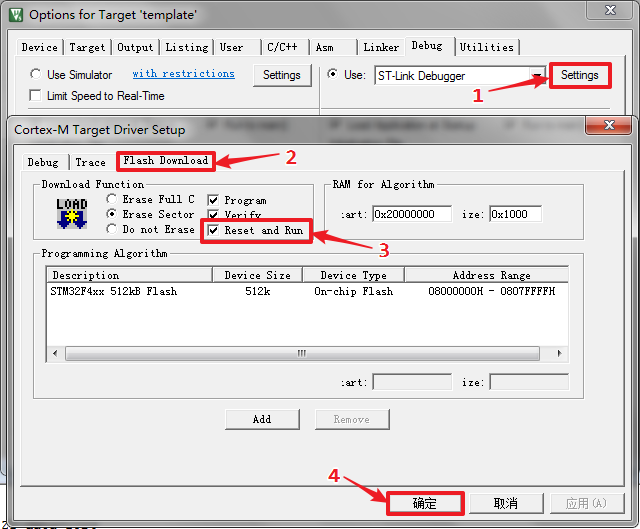 Options for Target 'template'
Device Target Output Listing User C/C++ Asm Linker Debug Utilities
Use Simulator with restrictions Settings Use: ST-Link Debugger Settings
1
Limit Speed to Real-Time
Cortex-M Target Driver Setup
Debug Trace Flash Download
2
Download Function RAM for Algorithm
LOAD Erase Full C Program
Erase Sector Verify :art: 0x20000000 ize: 0x1000
Do not Erase Reset and Run
3
Programming Algorithm
Description Device Size Device Type Address Range
STM32F4xx 512kB Flash 512k On-chip Flash 08000000H - 0807FFFFH
:art: ize:
Add Remove
4
确定 取消 应用(A)